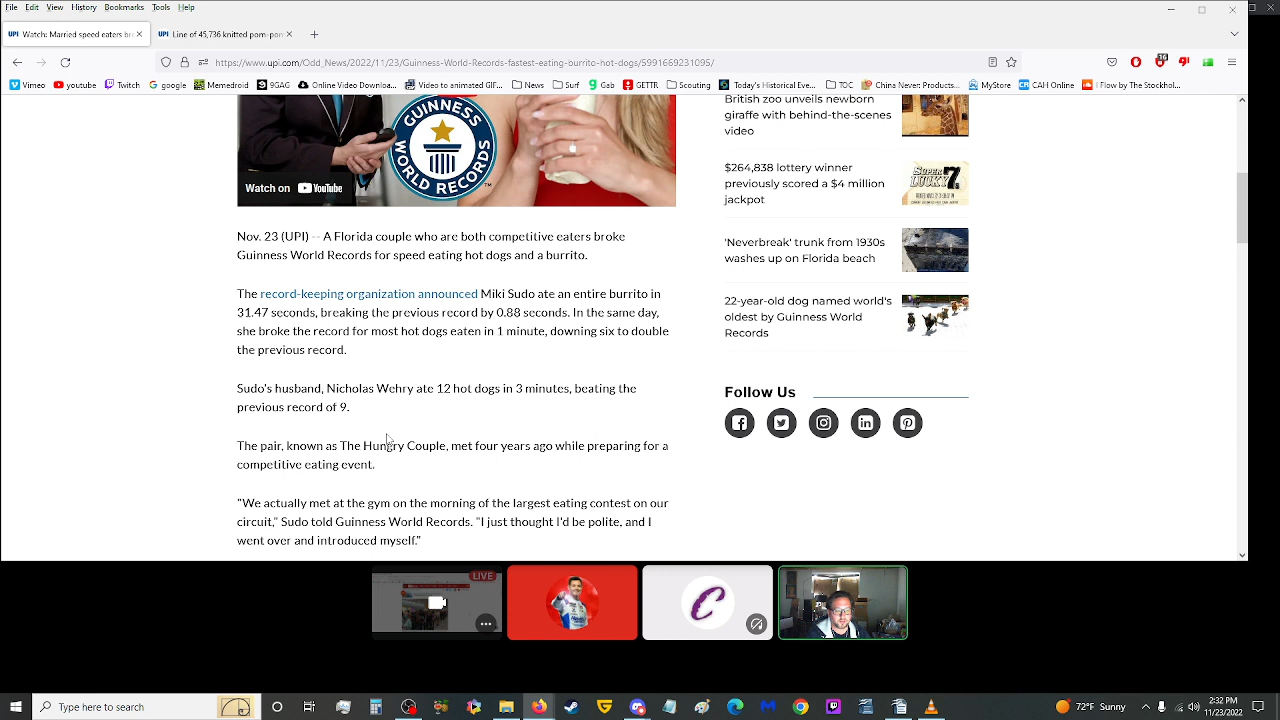 File Edit View History Bookmarks Tools Help
UPI Watch: Married speed eaters bre
UPI Line of 45,736 knitted pom-pon
https://www.upi.com/Odd_News/2022/11/23/Guinness-World-Records-fastest-eating-burrito-hot-dogs/5991669231095/
Vimeo youtube Twitch google Memedroid 9GAG Online Downloa... Video to animated GIF... News Surf Gab GETTR Scouting Today's Historical Eve... TOC China Never: Products... MyStore CAH Online I Flow by The Stockhol...
GUINNESS
WORLD RECORDS
Watch on YouTube
Nov. 23 (UPI) -- A Florida couple who are both competitive eaters broke
Guinness World Records for speed eating hot dogs and a burrito.
The record-keeping organization announced Miki Sudo ate an entire burrito in
31.47 seconds, breaking the previous record by 0.88 seconds. In the same day,
she broke the record for most hot dogs eaten in 1 minute, downing six to double
the previous record.
Sudo's husband, Nicholas Wehry ate 12 hot dogs in 3 minutes, beating the
previous record of 9.
The pair, known as The Hungry Couple, met four years ago while preparing for a
competitive eating event.
"We actually met at the gym on the morning of the largest eating contest on our
circuit," Sudo told Guinness World Records. "I just thought I'd be polite, and I
went over and introduced myself."
British zoo unveils newborn
giraffe with behind-the-scenes
video
$264,838 lottery winner
previously scored a $4 million
jackpot
SUPER
LUCKY 7's
'Neverbreak' trunk from 1930s
washes up on Florida beach
22-year-old dog named world's
oldest by Guinness World
Records
Follow Us
LIVE
C
Type here to search
72°F Sunny
2:32 PM
11/23/2022